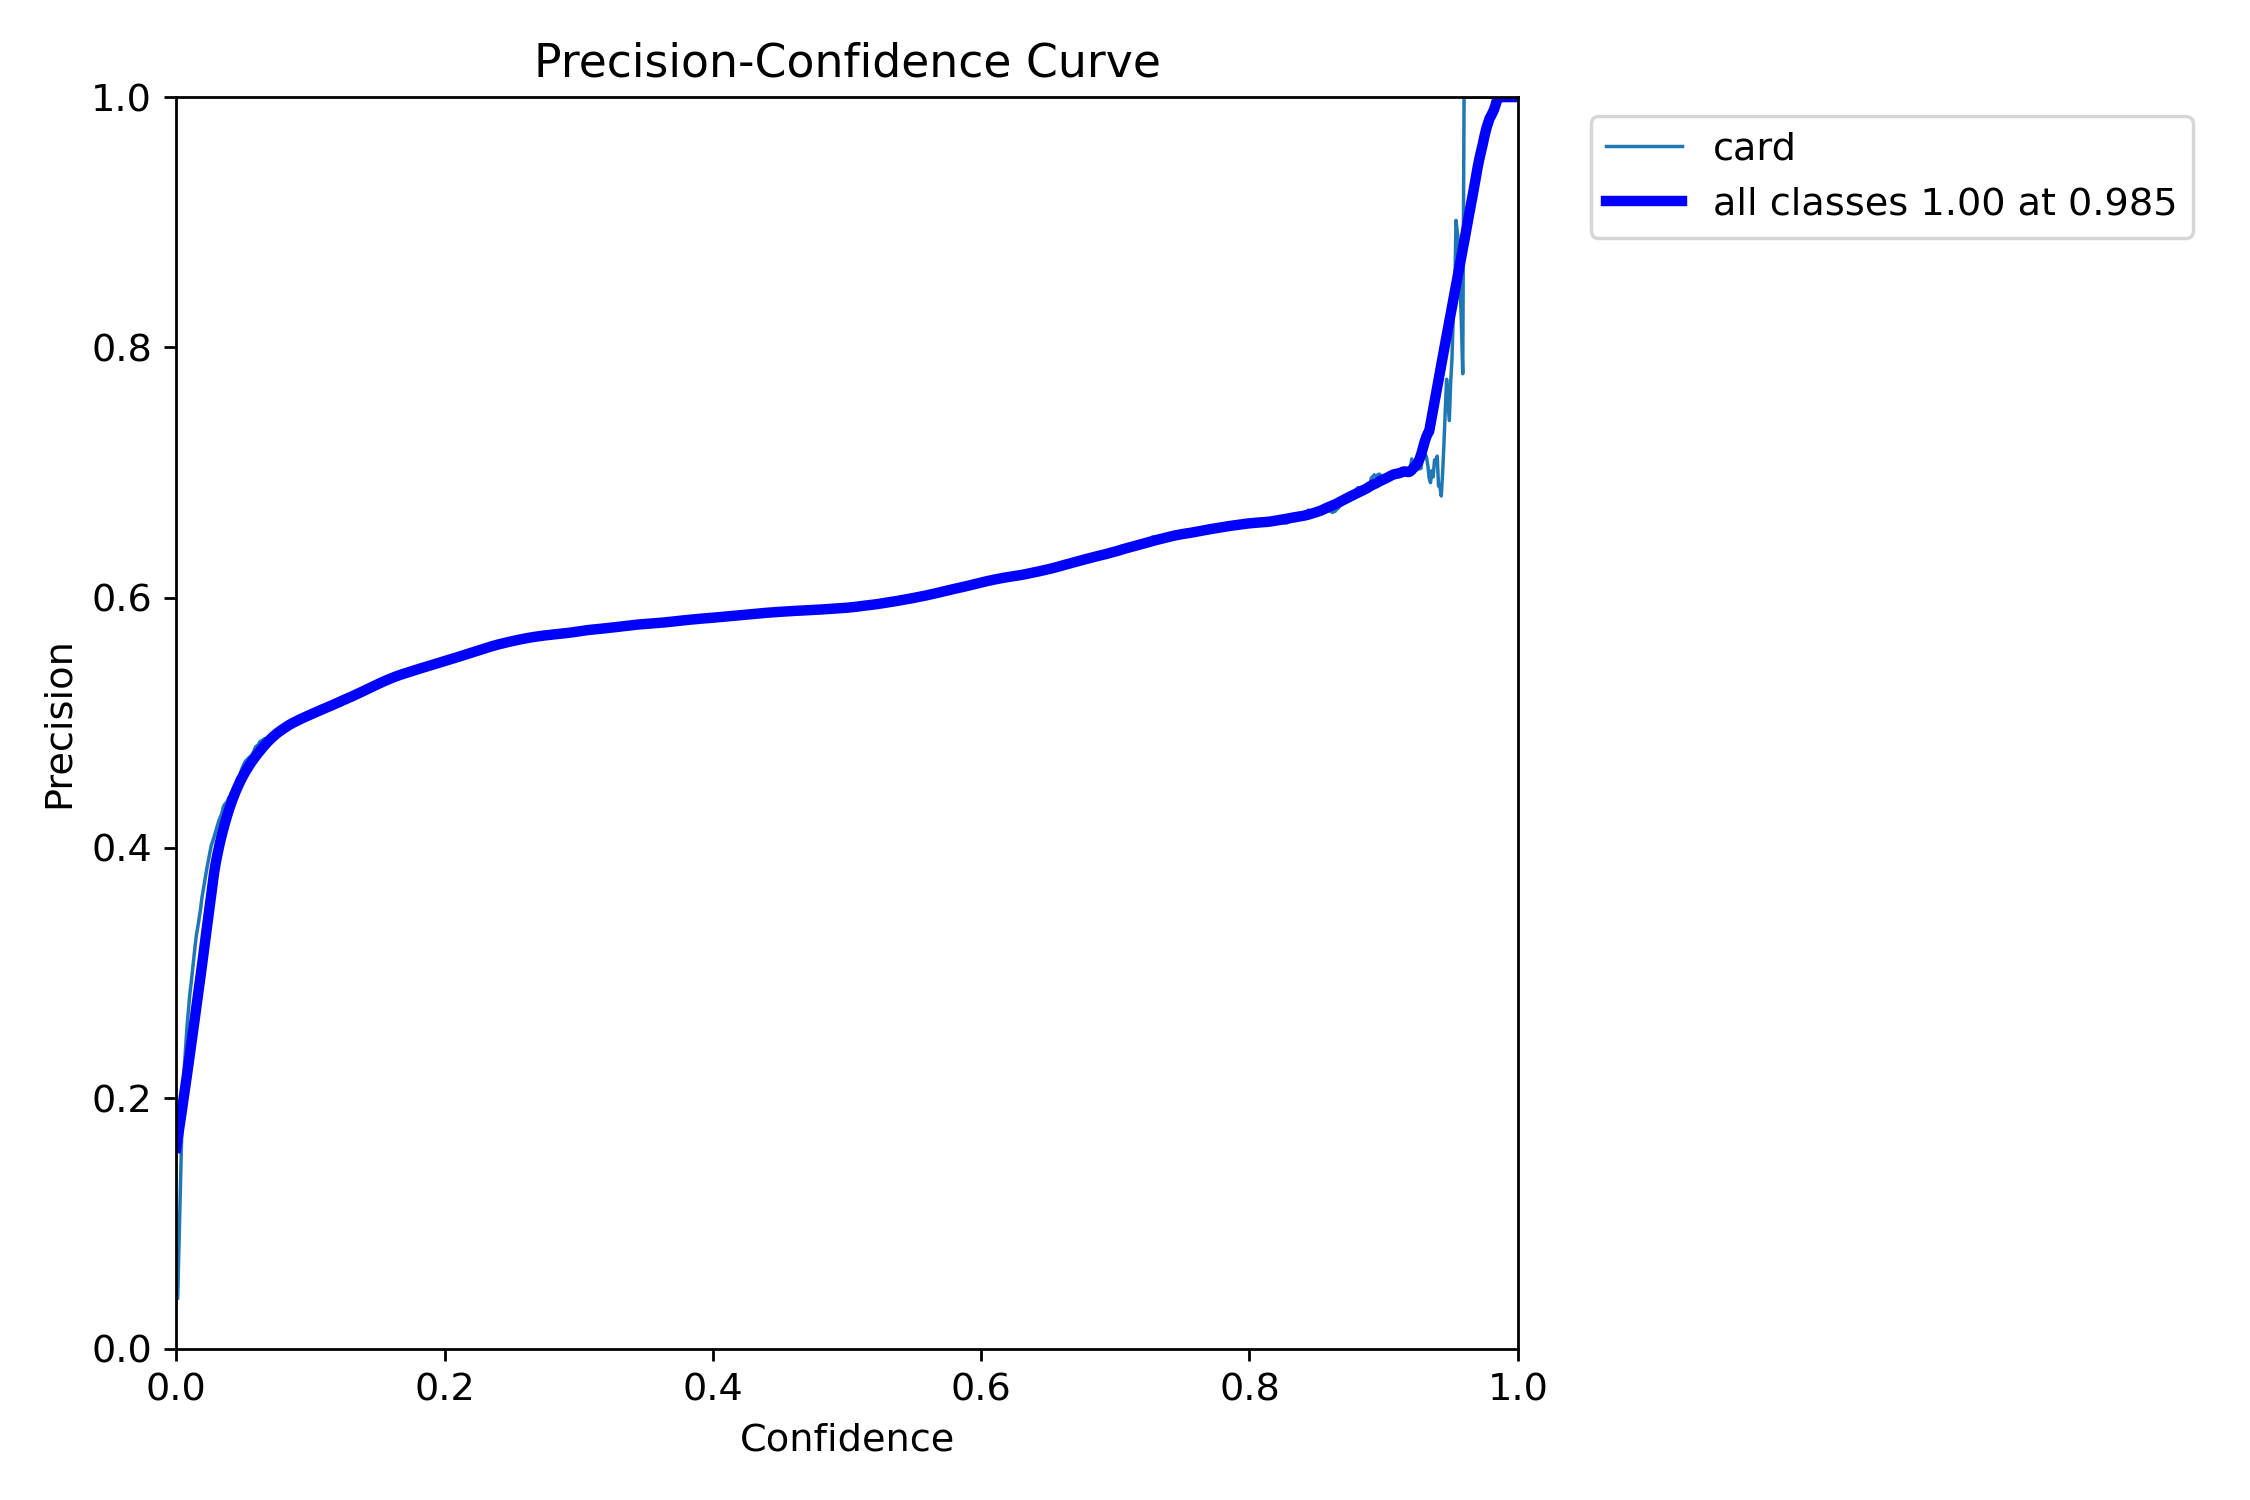 Precision-Confidence Curve
1.0
0.8
0.6
0.4
0.2
0.0
Precision
0.0 0.2 0.4 0.6 0.8 1.0
Confidence
card
all classes 1.00 at 0.985